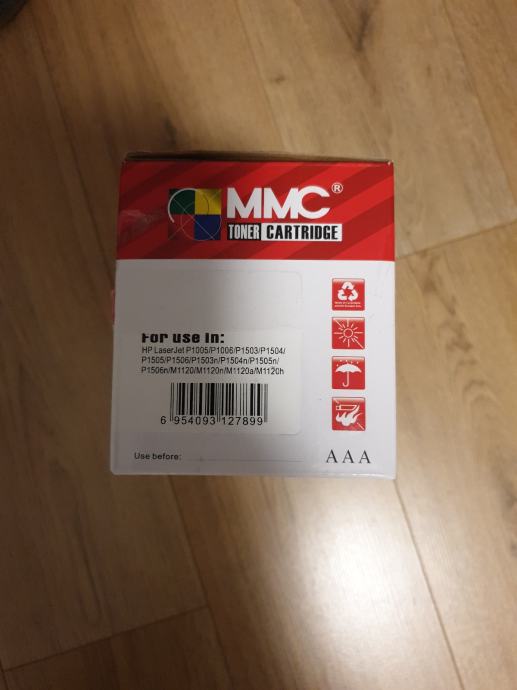 MMC®
TONER CARTRIDGE
For use in:
HP LaserJet P1005/P1006/P1503/P1504/
P1505/P1506/P1503n/P1504n/P1505n/
P1506n/M1120/M1120n/M1120a/M1120h
6 954093 127899
Use before:
AAA